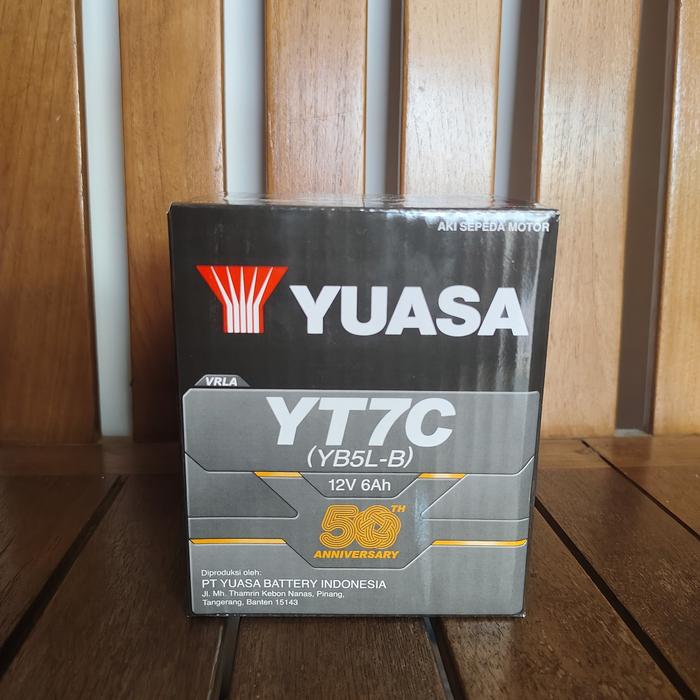 AKI SEPEDA MOTOR
YUASA
VRLA
YT7C
(YB5L-B)
12V 6Ah
50TH
ANNIVERSARY
Diproduksi oleh:
PT YUASA BATTERY INDONESIA
Jl. Mh. Thamrin Kebon Nanas, Pinang,
Tangerang, Banten 15143